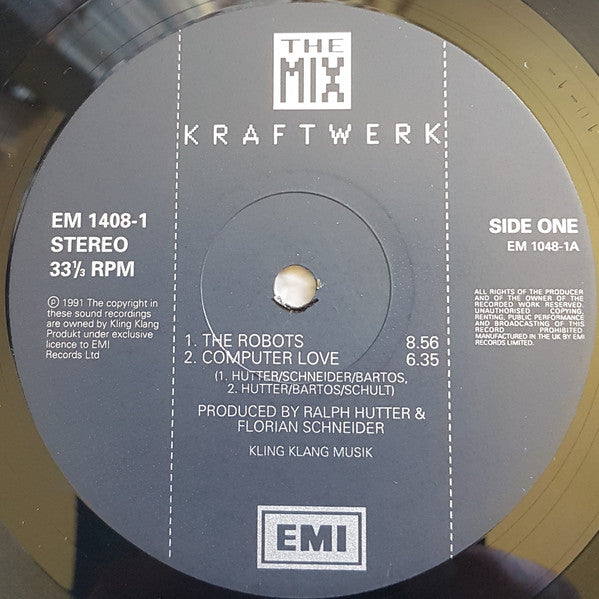 THE
MIX
KRAFTWERK
EM 1408-1
STEREO
33⅓ RPM
SIDE ONE
EM 1048-1A
℗ 1991 The copyright in
these sound recordings
are owned by Kling Klang
Produkt under exclusive
licence to EMI
Records Ltd
ALL RIGHTS OF THE PRODUCER
AND OF THE OWNER OF THE
RECORDED WORK RESERVED.
UNAUTHORISED COPYING,
RENTING, PUBLIC PERFORMANCE
AND BROADCASTING OF THIS
RECORD PROHIBITED.
MANUFACTURED IN THE UK BY EMI
RECORDS LIMITED.
1. THE ROBOTS 8.56
2. COMPUTER LOVE 6.35
(1. HUTTER/SCHNEIDER/BARTOS,
2. HUTTER/BARTOS/SCHULT)
PRODUCED BY RALPH HUTTER &
FLORIAN SCHNEIDER
KLING KLANG MUSIK
EMI